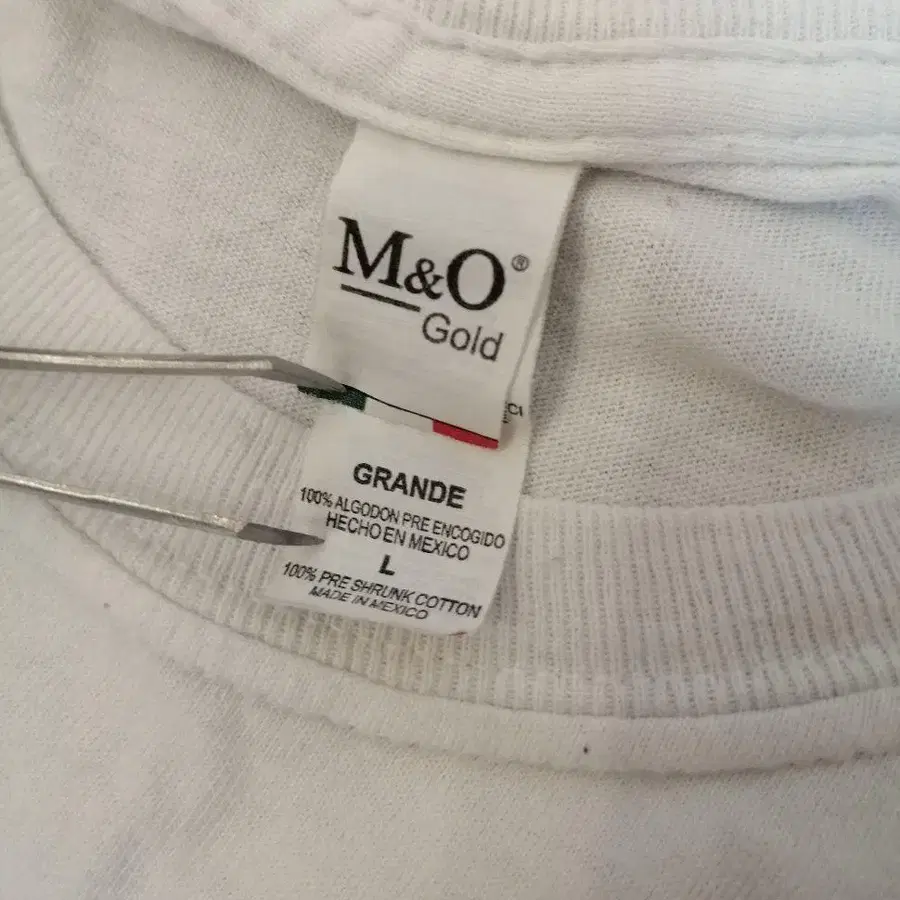 M&O®
Gold
GRANDE
100% ALGODON PRE ENCOGIDO
HECHO EN MEXICO
L
100% PRE SHRUNK COTTON
MADE IN MEXICO